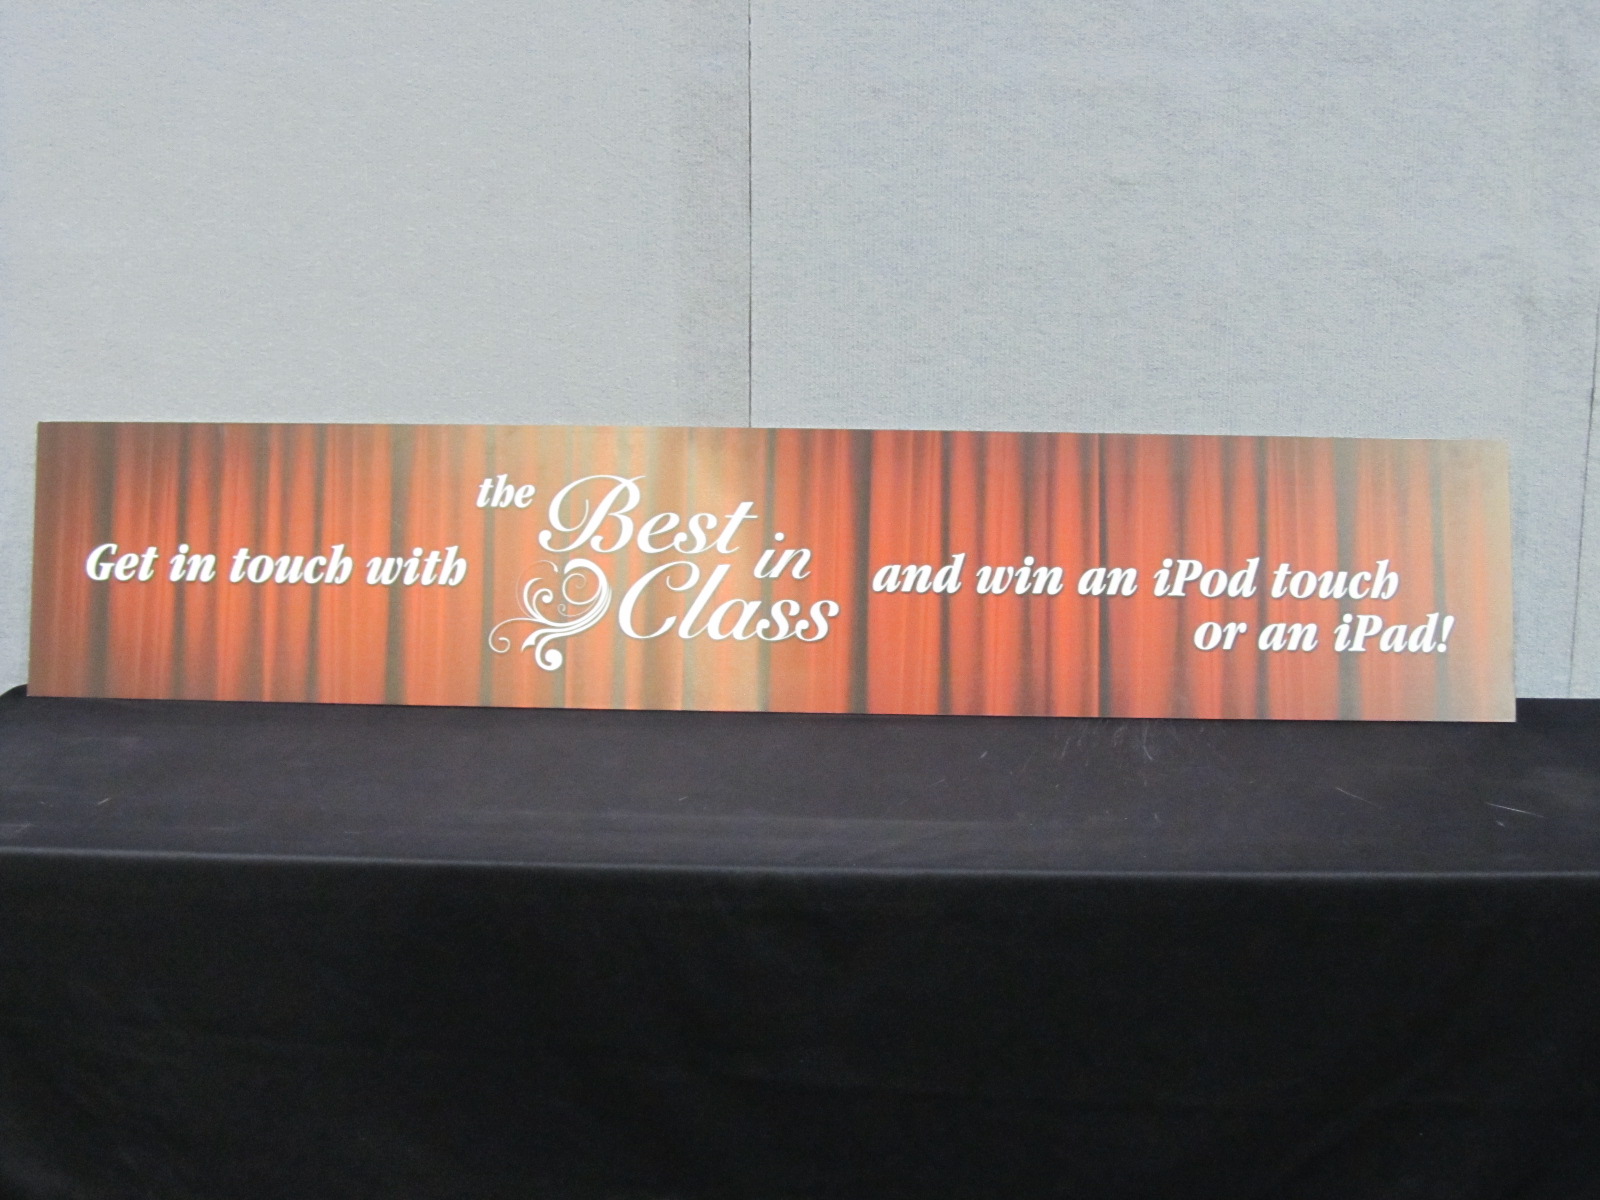 Get in touch with
the Best in
Class
and win an iPod touch
or an iPad!